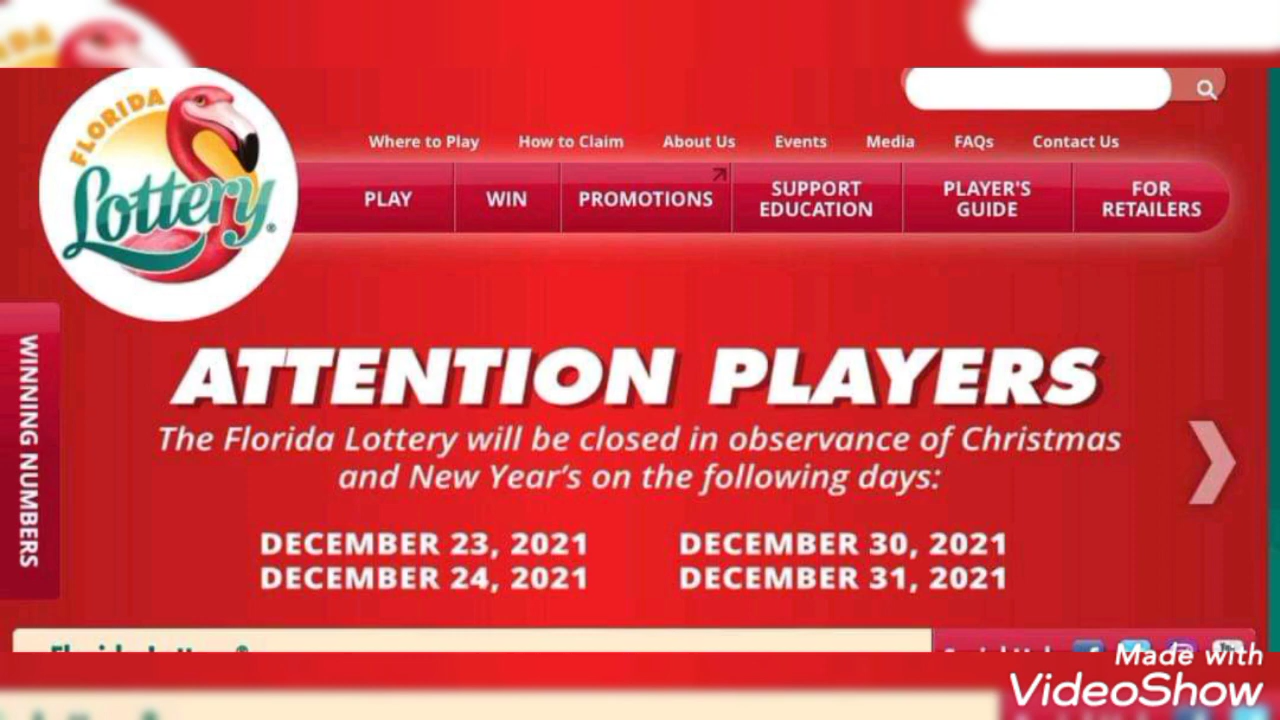 FLORIDA
Lottery®
Where to Play How to Claim About Us Events Media FAQs Contact Us
PLAY WIN PROMOTIONS SUPPORT EDUCATION PLAYER'S GUIDE FOR RETAILERS
WINNING NUMBERS
ATTENTION PLAYERS
The Florida Lottery will be closed in observance of Christmas
and New Year's on the following days:
DECEMBER 23, 2021 DECEMBER 30, 2021
DECEMBER 24, 2021 DECEMBER 31, 2021
Made with
VideoShow